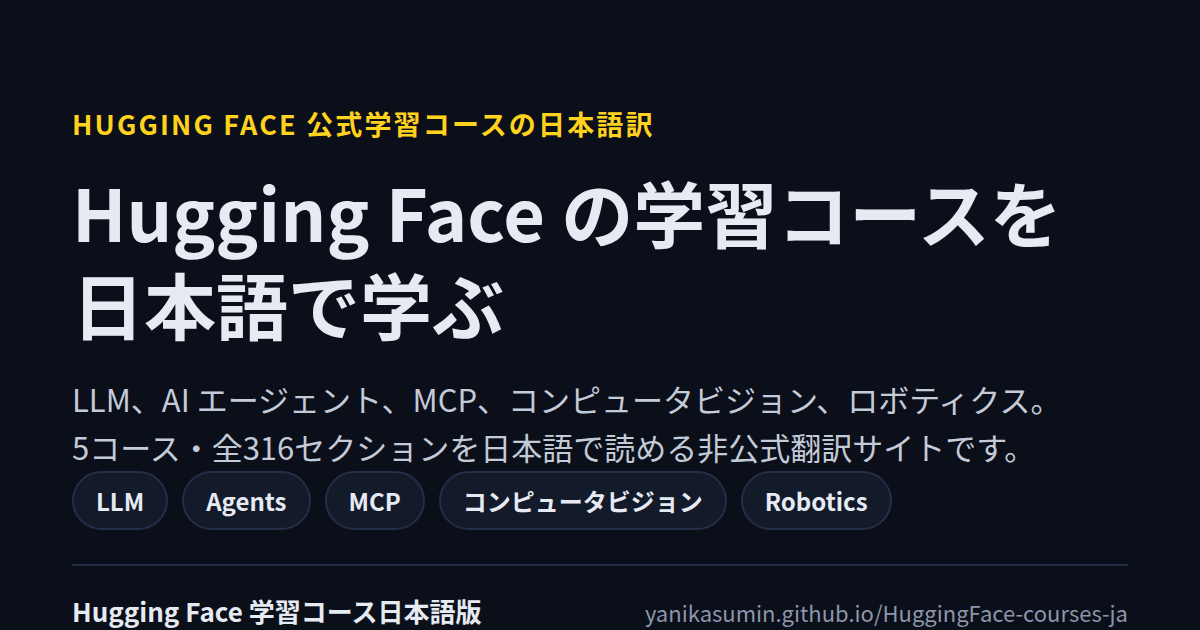 HUGGING FACE 公式学習コースの日本語訳
Hugging Face の学習コースを
日本語で学ぶ
LLM、AI エージェント、MCP、コンピュータビジョン、ロボティクス。
5コース・全316セクションを日本語で読める非公式翻訳サイトです。
LLM Agents MCP コンピュータビジョン Robotics
Hugging Face 学習コース日本語版 yanikasumin.github.io/HuggingFace-courses-ja